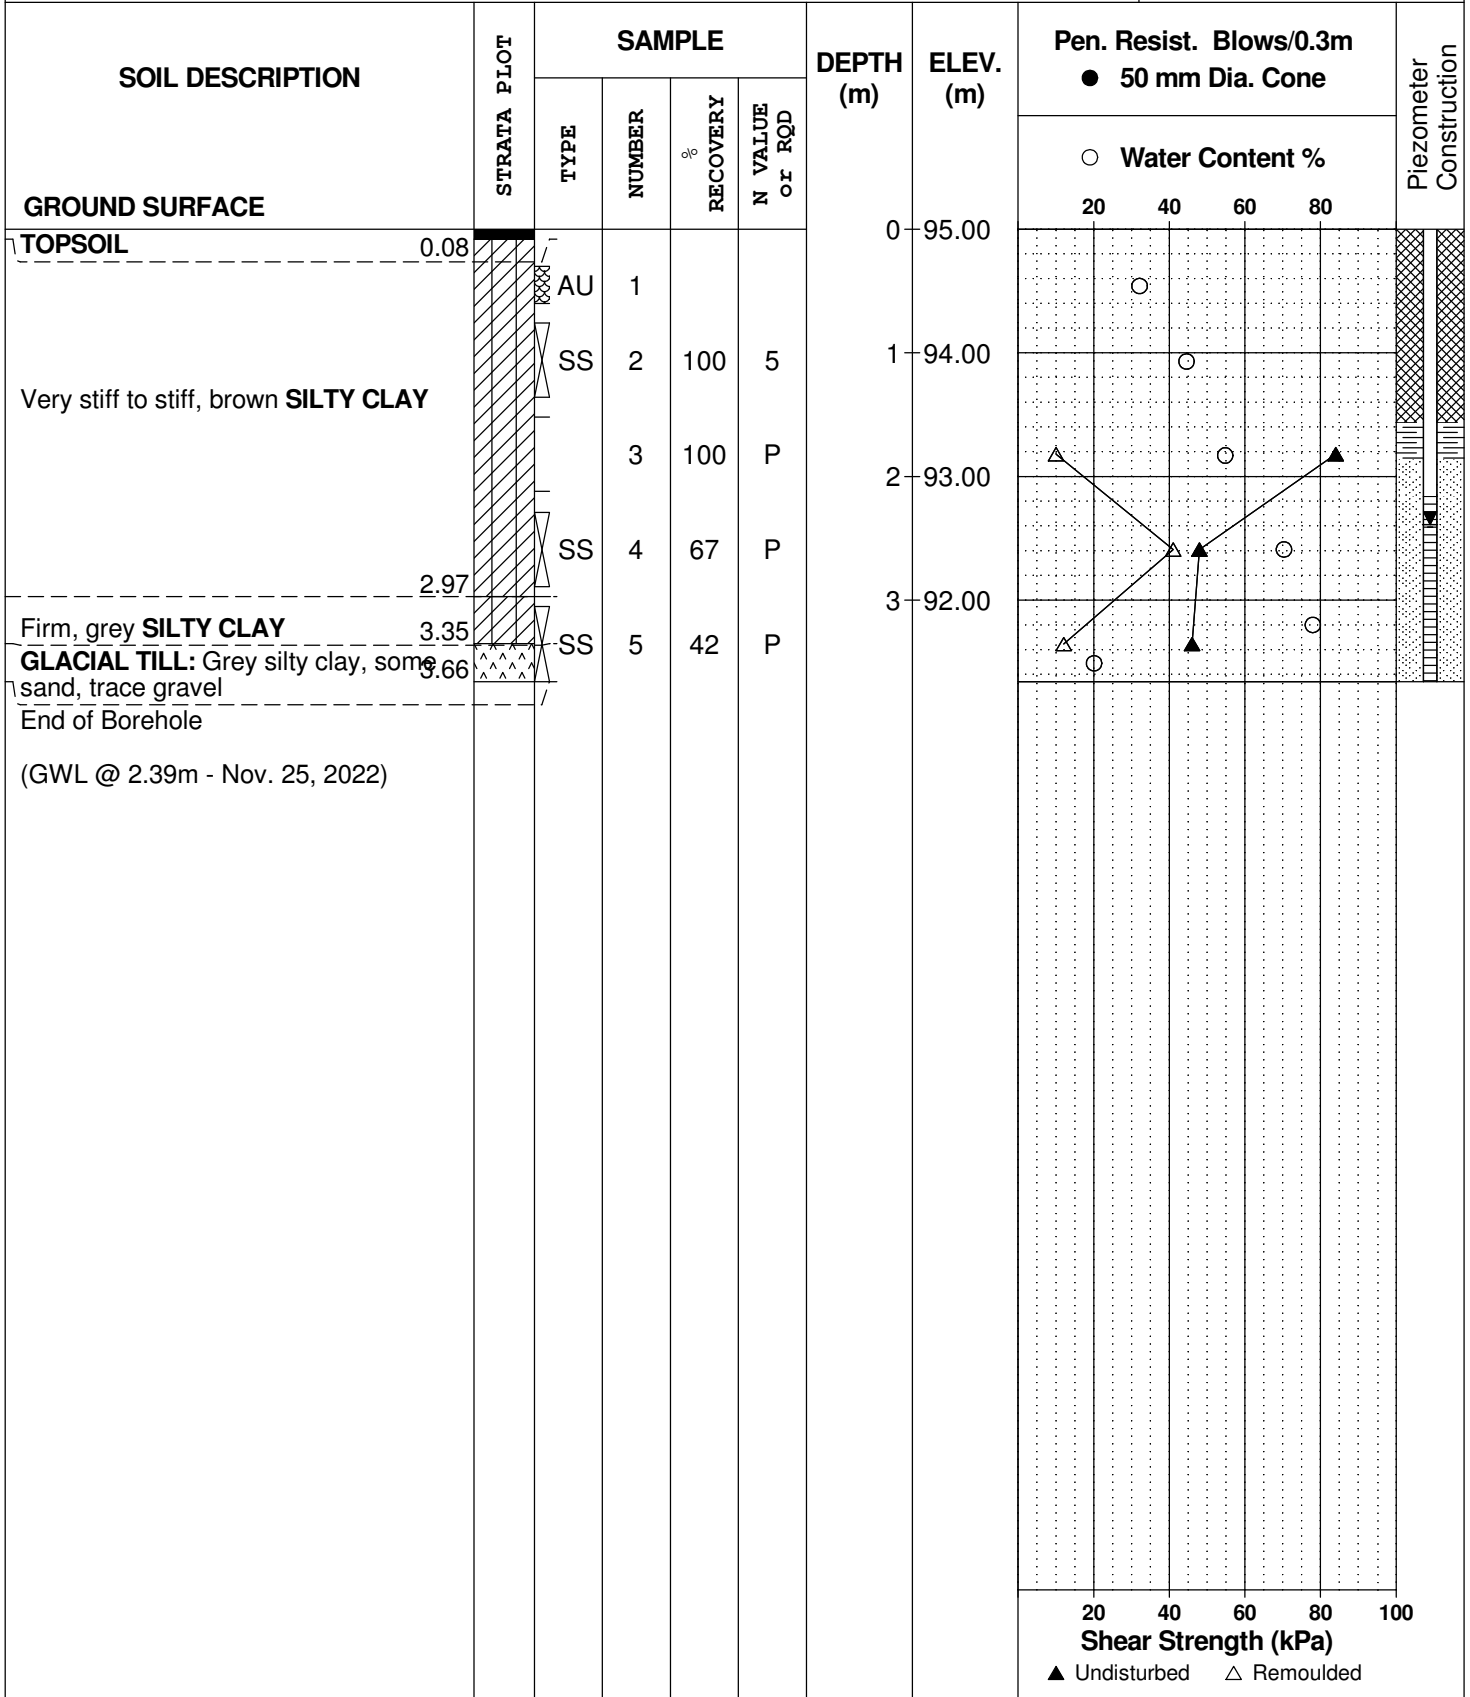 SOIL DESCRIPTION
GROUND SURFACE
STRATA PLOT
SAMPLE
TYPE
NUMBER
%
RECOVERY
N VALUE
or RQD
DEPTH
(m)
ELEV.
(m)
Pen. Resist. Blows/0.3m
● 50 mm Dia. Cone
○ Water Content %
20 40 60 80
Piezometer
Construction
TOPSOIL 0.08
0 95.00
AU 1
SS 2 100 5
1 94.00
Very stiff to stiff, brown SILTY CLAY
3 100 P
2 93.00
SS 4 67 P
2.97
3 92.00
Firm, grey SILTY CLAY 3.35
SS 5 42 P
GLACIAL TILL: Grey silty clay, some 3.66
sand, trace gravel
End of Borehole
(GWL @ 2.39m - Nov. 25, 2022)
20 40 60 80 100
Shear Strength (kPa)
▲ Undisturbed △ Remoulded